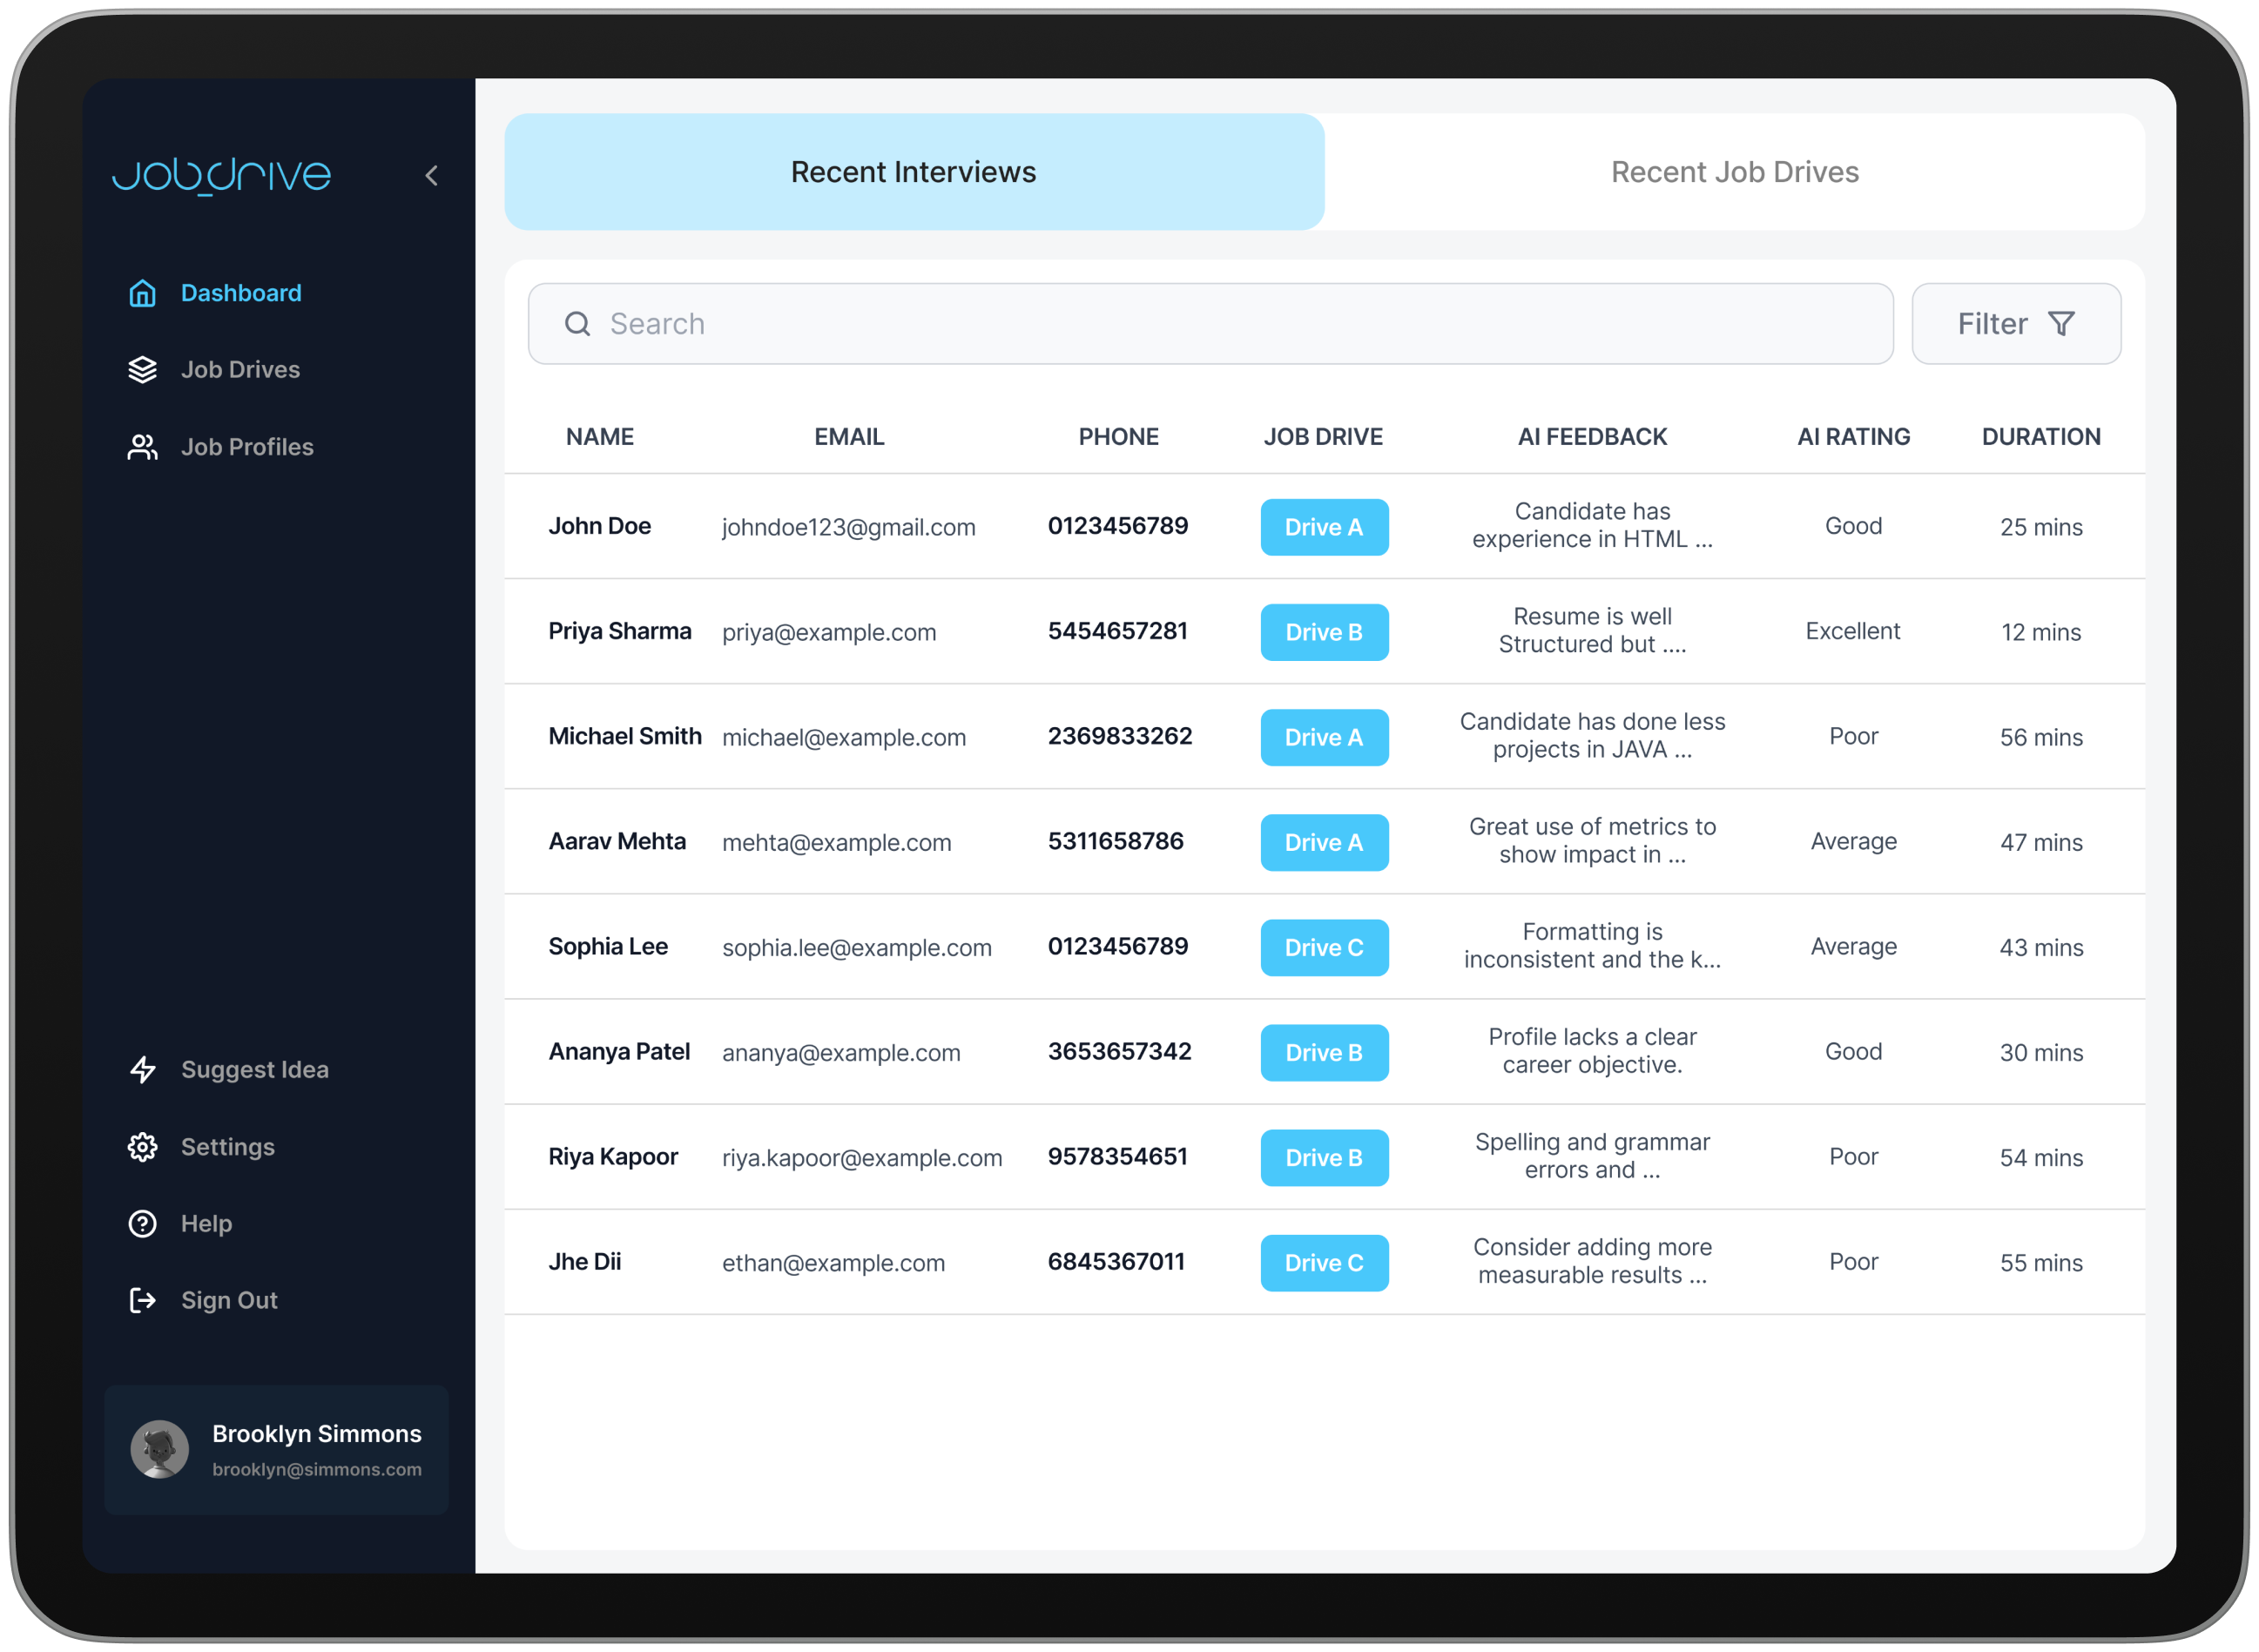 Job_drive
Dashboard
Job Drives
Job Profiles
Suggest Idea
Settings
Help
Sign Out
Brooklyn Simmons
brooklyn@simmons.com
Recent Interviews
Recent Job Drives
Search
Filter
NAME EMAIL PHONE JOB DRIVE AI FEEDBACK AI RATING DURATION
John Doe johndoe123@gmail.com 0123456789 Drive A Candidate has
experience in HTML ... Good 25 mins
Priya Sharma priya@example.com 5454657281 Drive B Resume is well
Structured but .... Excellent 12 mins
Michael Smith michael@example.com 2369833262 Drive A Candidate has done less
projects in JAVA ... Poor 56 mins
Aarav Mehta mehta@example.com 5311658786 Drive A Great use of metrics to
show impact in ... Average 47 mins
Sophia Lee sophia.lee@example.com 0123456789 Drive C Formatting is
inconsistent and the k... Average 43 mins
Ananya Patel ananya@example.com 3653657342 Drive B Profile lacks a clear
career objective. Good 30 mins
Riya Kapoor riya.kapoor@example.com 9578354651 Drive B Spelling and grammar
errors and ... Poor 54 mins
Jhe Dii ethan@example.com 6845367011 Drive C Consider adding more
measurable results ... Poor 55 mins